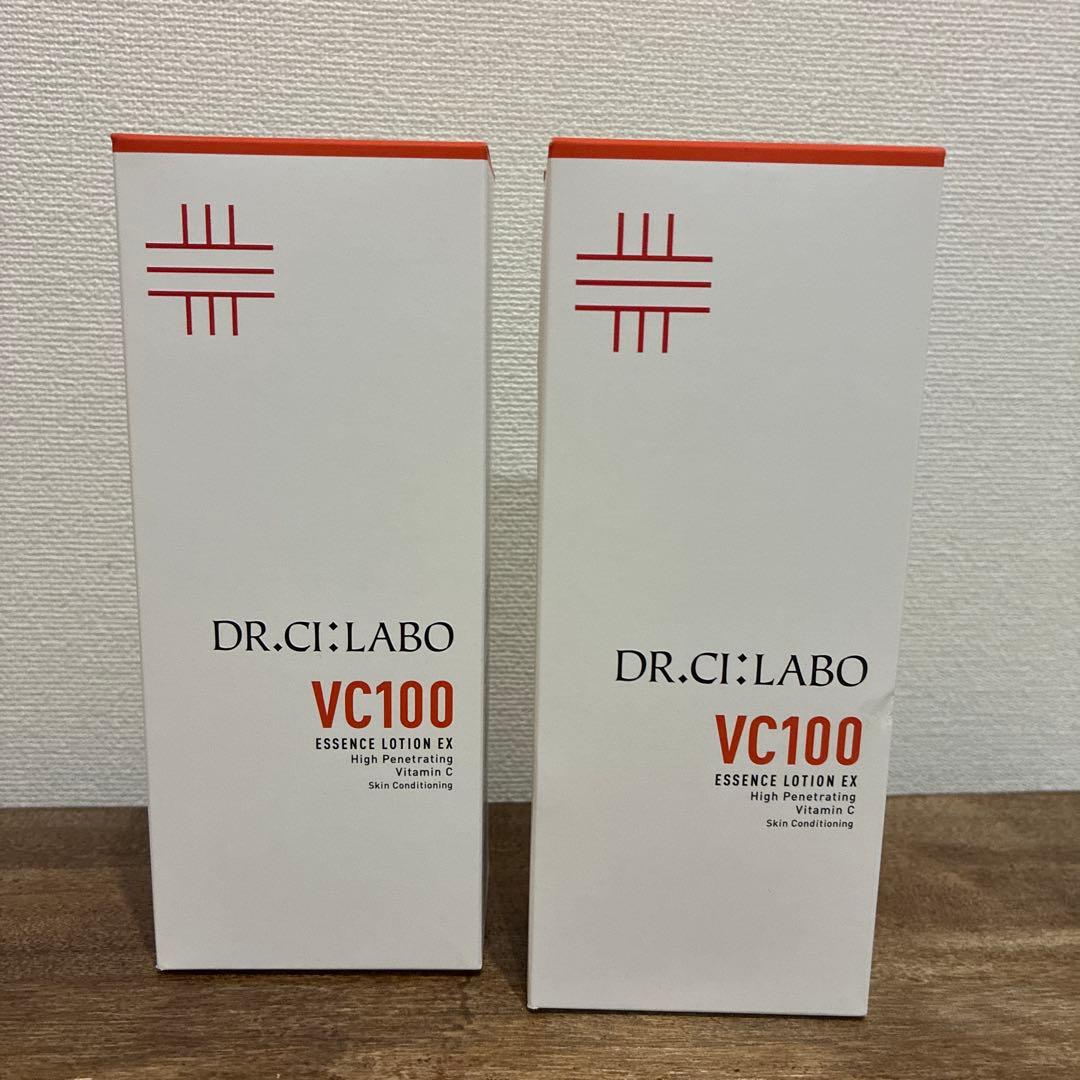 DR.CI:LABO
VC100
ESSENCE LOTION EX
High Penetrating
Vitamin C
Skin Conditioning
DR.CI:LABO
VC100
ESSENCE LOTION EX
High Penetrating
Vitamin C
Skin Conditioning